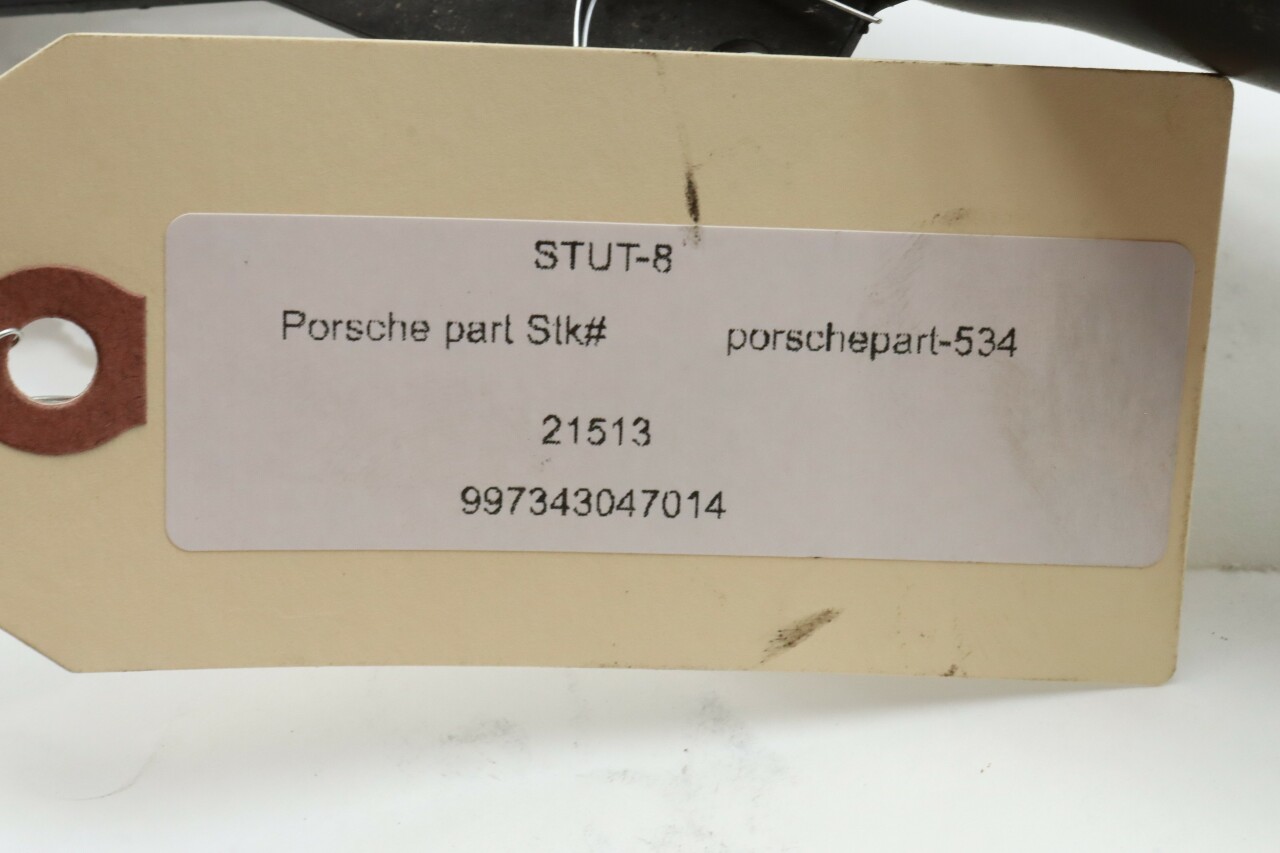 STUT-8
Porsche part Stk# porschepart-534
21513
997343047014